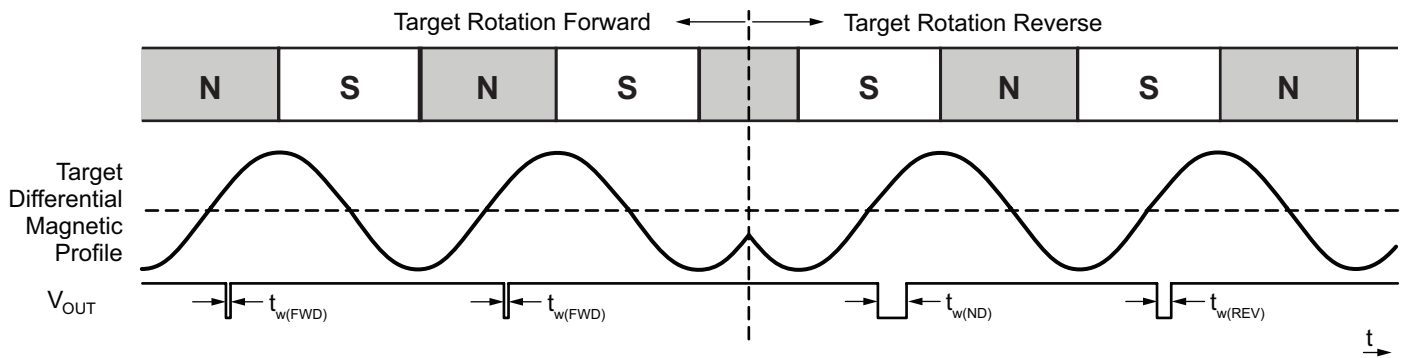 Target Rotation Forward Target Rotation Reverse
N S N S S N S N
Target
Differential
Magnetic
Profile
VOUT tw(FWD) tw(FWD) tw(ND) tw(REV)
t